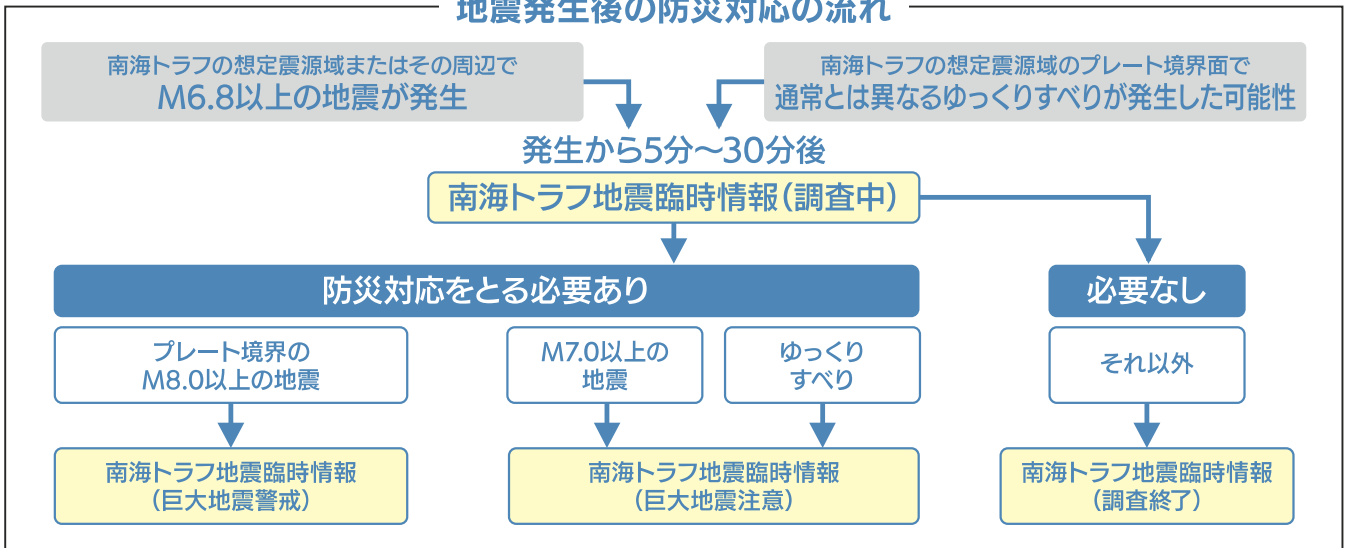 地震発生後の防災対応の流れ
南海トラフの想定震源域またはその周辺で
M6.8以上の地震が発生
南海トラフの想定震源域のプレート境界面で
通常とは異なるゆっくりすべりが発生した可能性
発生から5分〜30分後
南海トラフ地震臨時情報(調査中)
防災対応をとる必要あり
必要なし
プレート境界の
M8.0以上の地震
M7.0以上の
地震
ゆっくり
すべり
それ以外
南海トラフ地震臨時情報
(巨大地震警戒)
南海トラフ地震臨時情報
(巨大地震注意)
南海トラフ地震臨時情報
(調査終了)